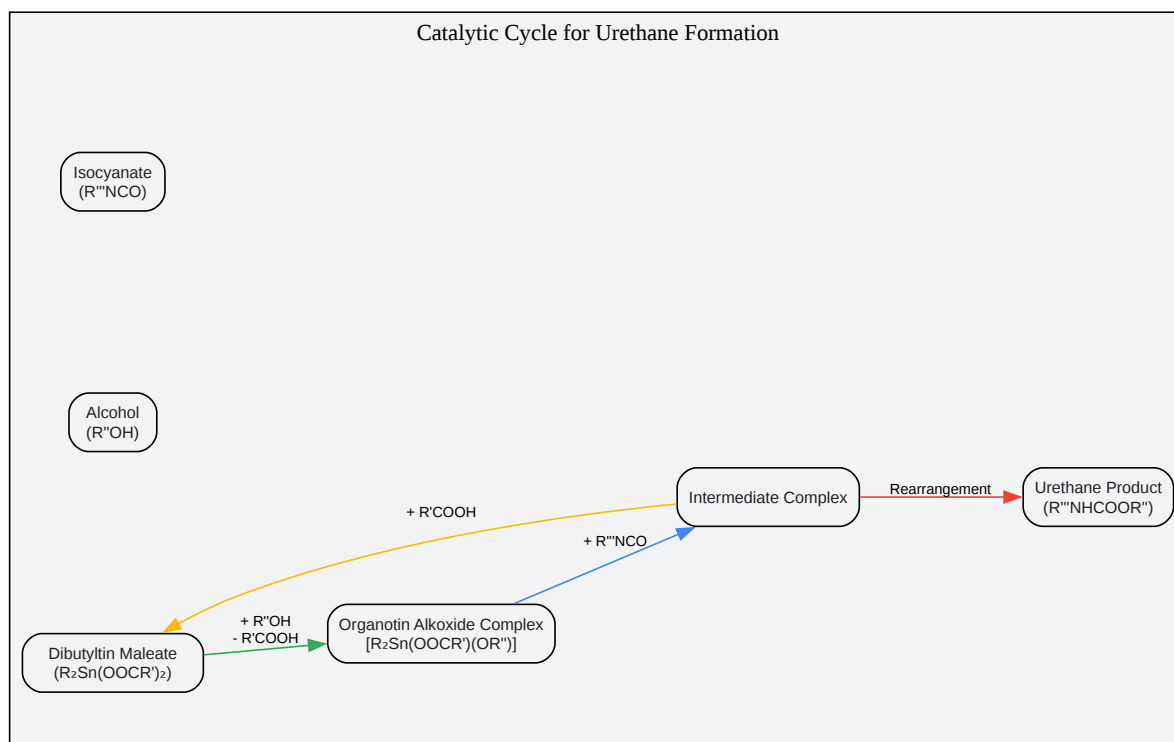 Catalytic Cycle for Urethane Formation
Isocyanate
(R'''NCO)
Alcohol
(R''OH)
Intermediate Complex
Rearrangement
Urethane Product
(R'''NHCOOR'')
+ R'COOH
+ R'''NCO
+ R''OH
- R'COOH
Organotin Alkoxide Complex
[R₂Sn(OOCR')(OR'')]
Dibutyltin Maleate
(R₂Sn(OOCR')₂)